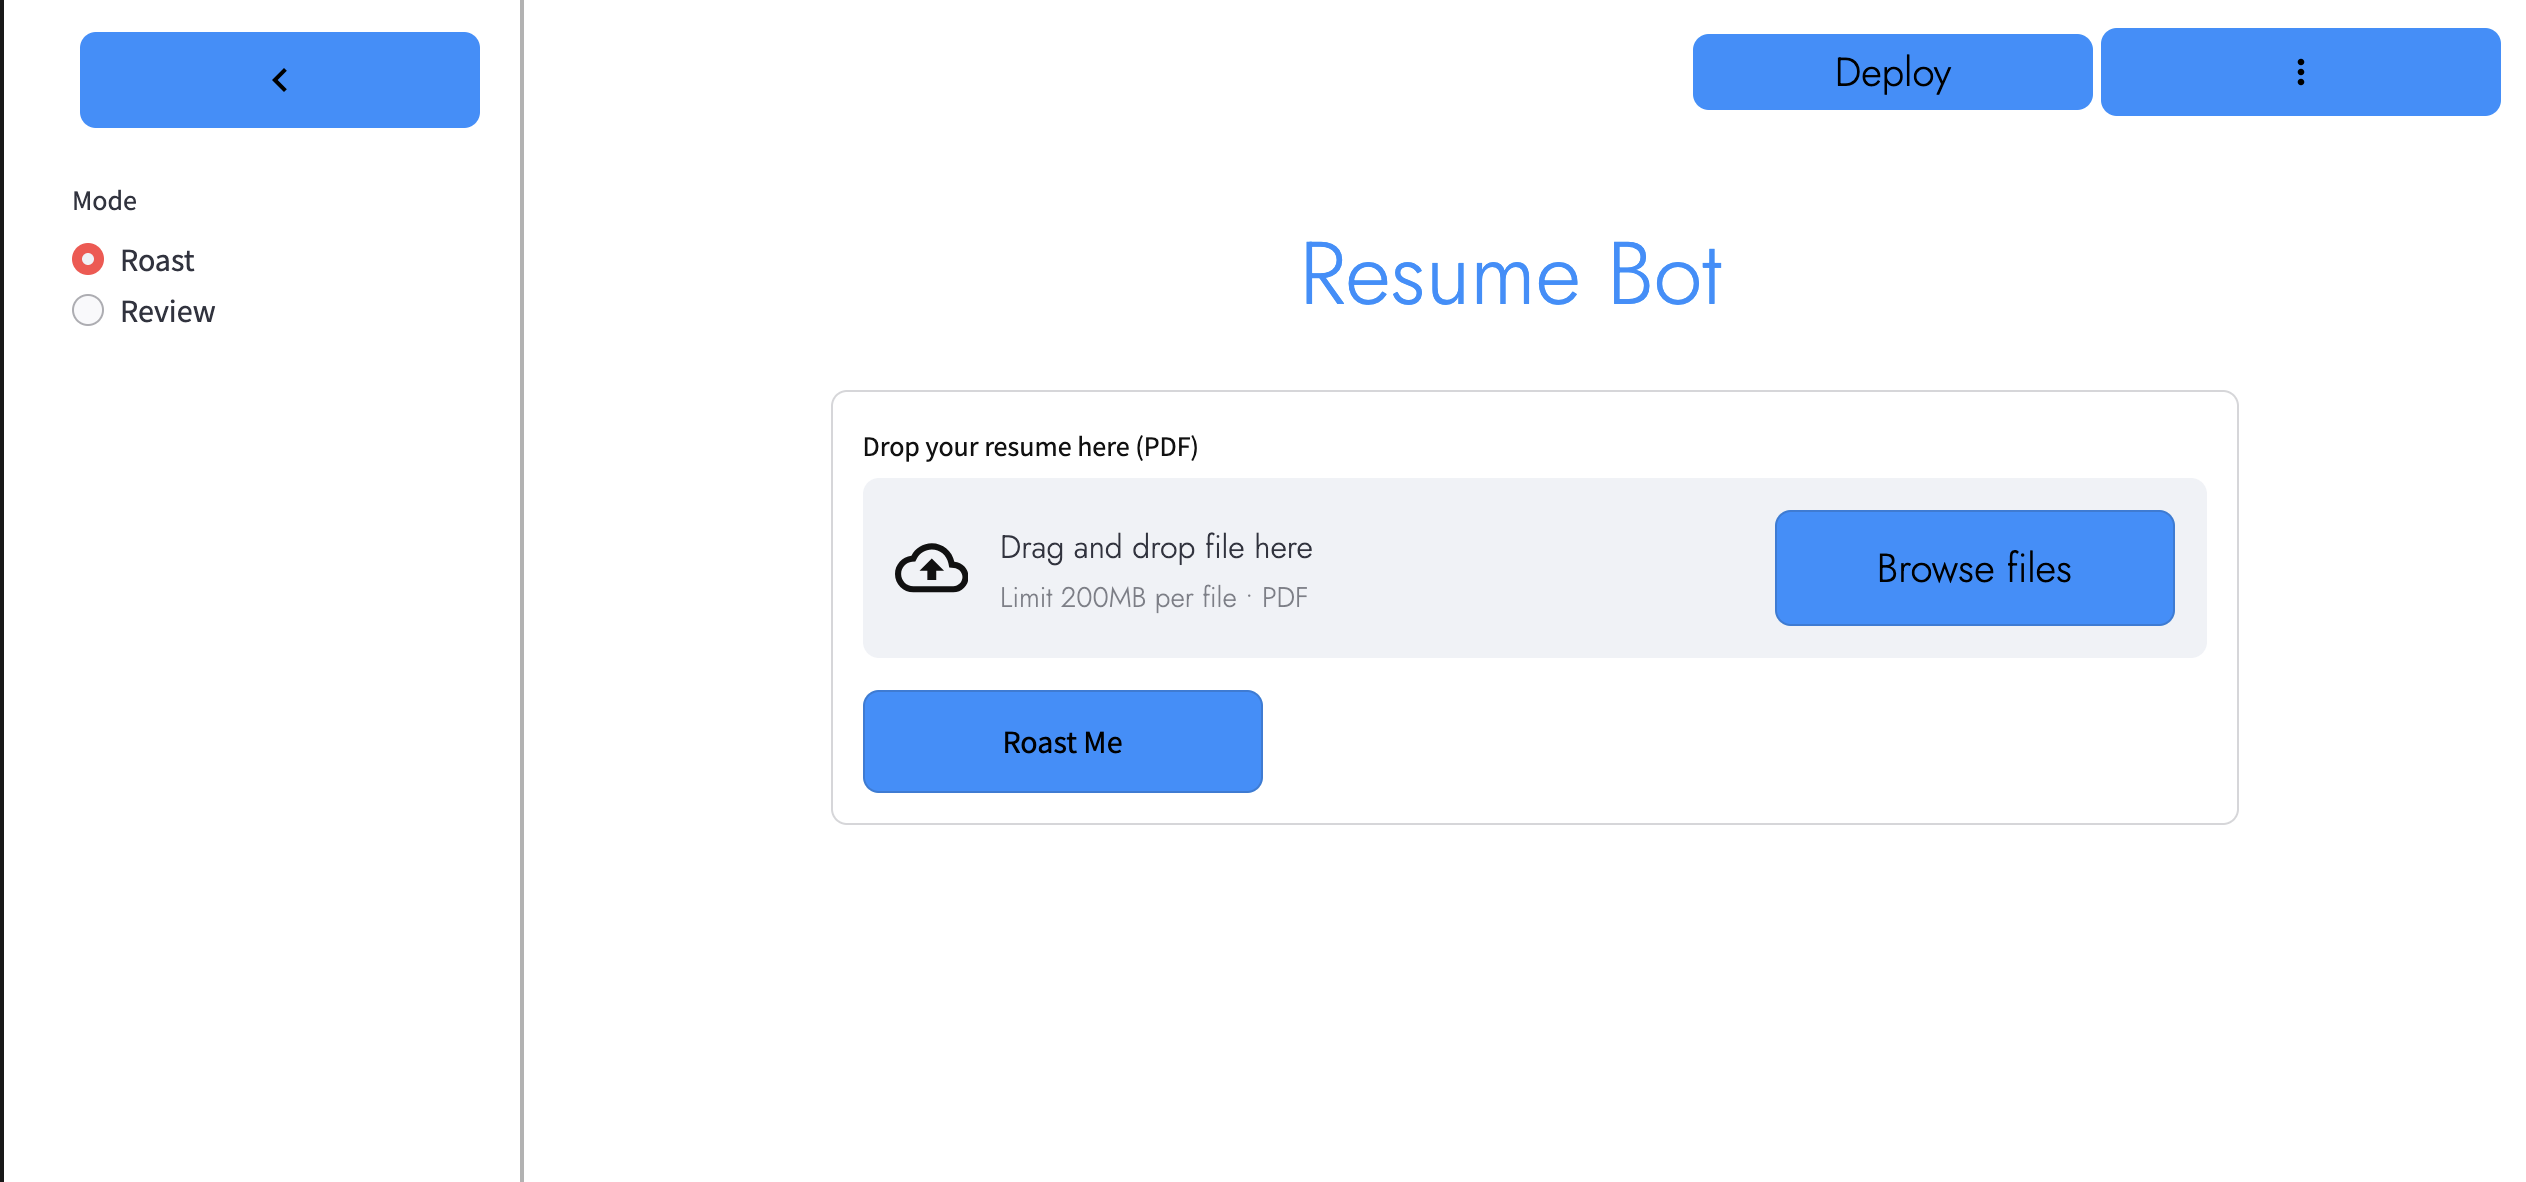 Deploy
Mode
Roast
Review
Resume Bot
Drop your resume here (PDF)
Drag and drop file here
Limit 200MB per file · PDF
Browse files
Roast Me